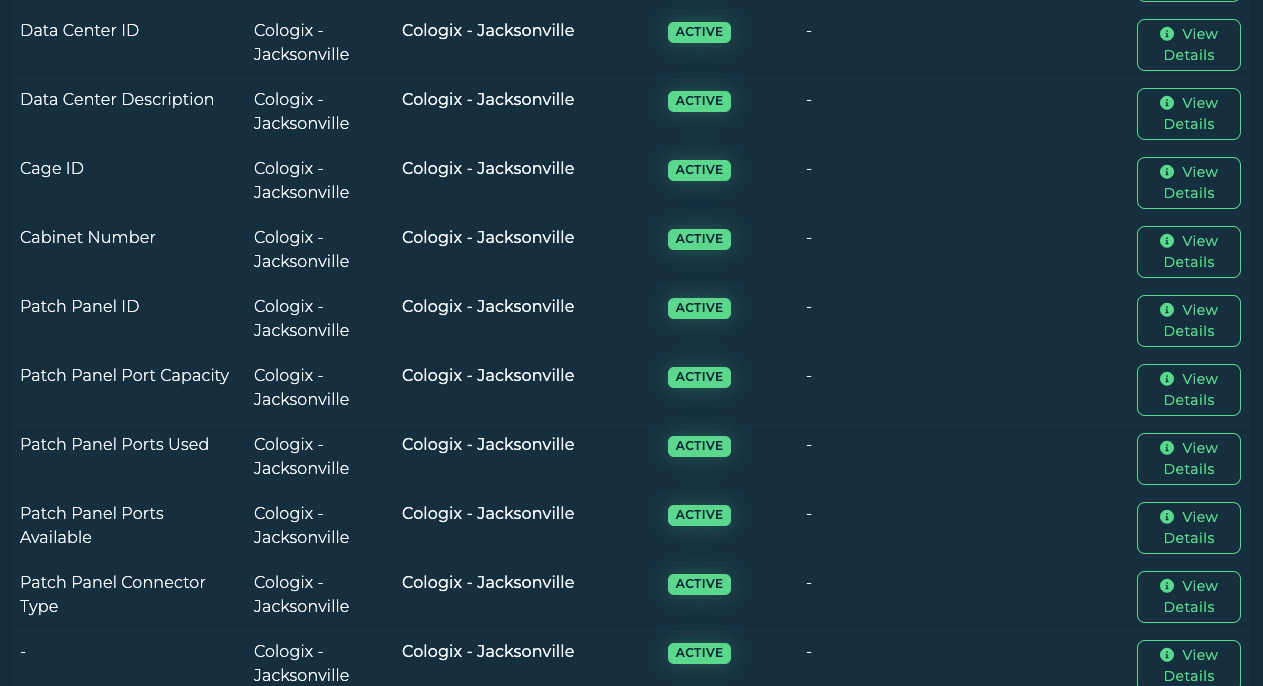 Data Center ID Cologix - Cologix - Jacksonville ACTIVE - View
Jacksonville Details
Data Center Description Cologix - Cologix - Jacksonville ACTIVE - View
Jacksonville Details
Cage ID Cologix - Cologix - Jacksonville ACTIVE - View
Jacksonville Details
Cabinet Number Cologix - Cologix - Jacksonville ACTIVE - View
Jacksonville Details
Patch Panel ID Cologix - Cologix - Jacksonville ACTIVE - View
Jacksonville Details
Patch Panel Port Capacity Cologix - Cologix - Jacksonville ACTIVE - View
Jacksonville Details
Patch Panel Ports Used Cologix - Cologix - Jacksonville ACTIVE - View
Jacksonville Details
Patch Panel Ports Cologix - Cologix - Jacksonville ACTIVE - View
Available Jacksonville Details
Patch Panel Connector Cologix - Cologix - Jacksonville ACTIVE - View
Type Jacksonville Details
- Cologix - Cologix - Jacksonville ACTIVE - View
Jacksonville Details